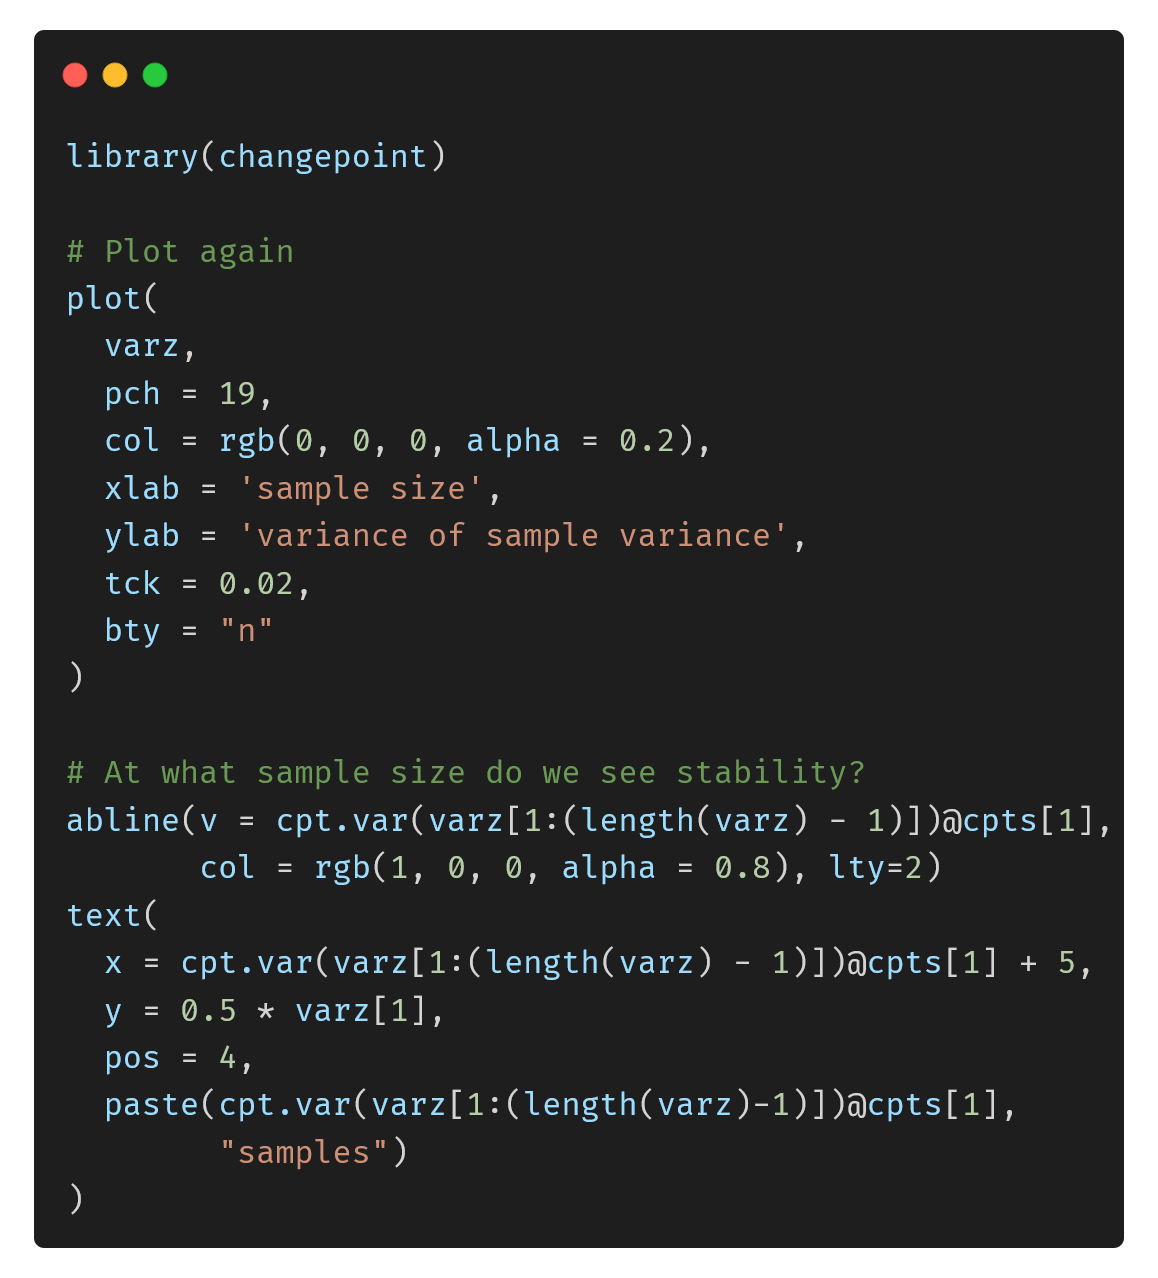 library(changepoint)

# Plot again
plot(
  varz,
  pch = 19,
  col = rgb(0, 0, 0, alpha = 0.2),
  xlab = 'sample size',
  ylab = 'variance of sample variance',
  tck = 0.02,
  bty = "n"
)

# At what sample size do we see stability?
abline(v = cpt.var(varz[1:(length(varz) - 1)])@cpts[1],
       col = rgb(1, 0, 0, alpha = 0.8), lty=2)
text(
  x = cpt.var(varz[1:(length(varz) - 1)])@cpts[1] + 5,
  y = 0.5 * varz[1],
  pos = 4,
  paste(cpt.var(varz[1:(length(varz)-1)])@cpts[1],
        "samples")
)